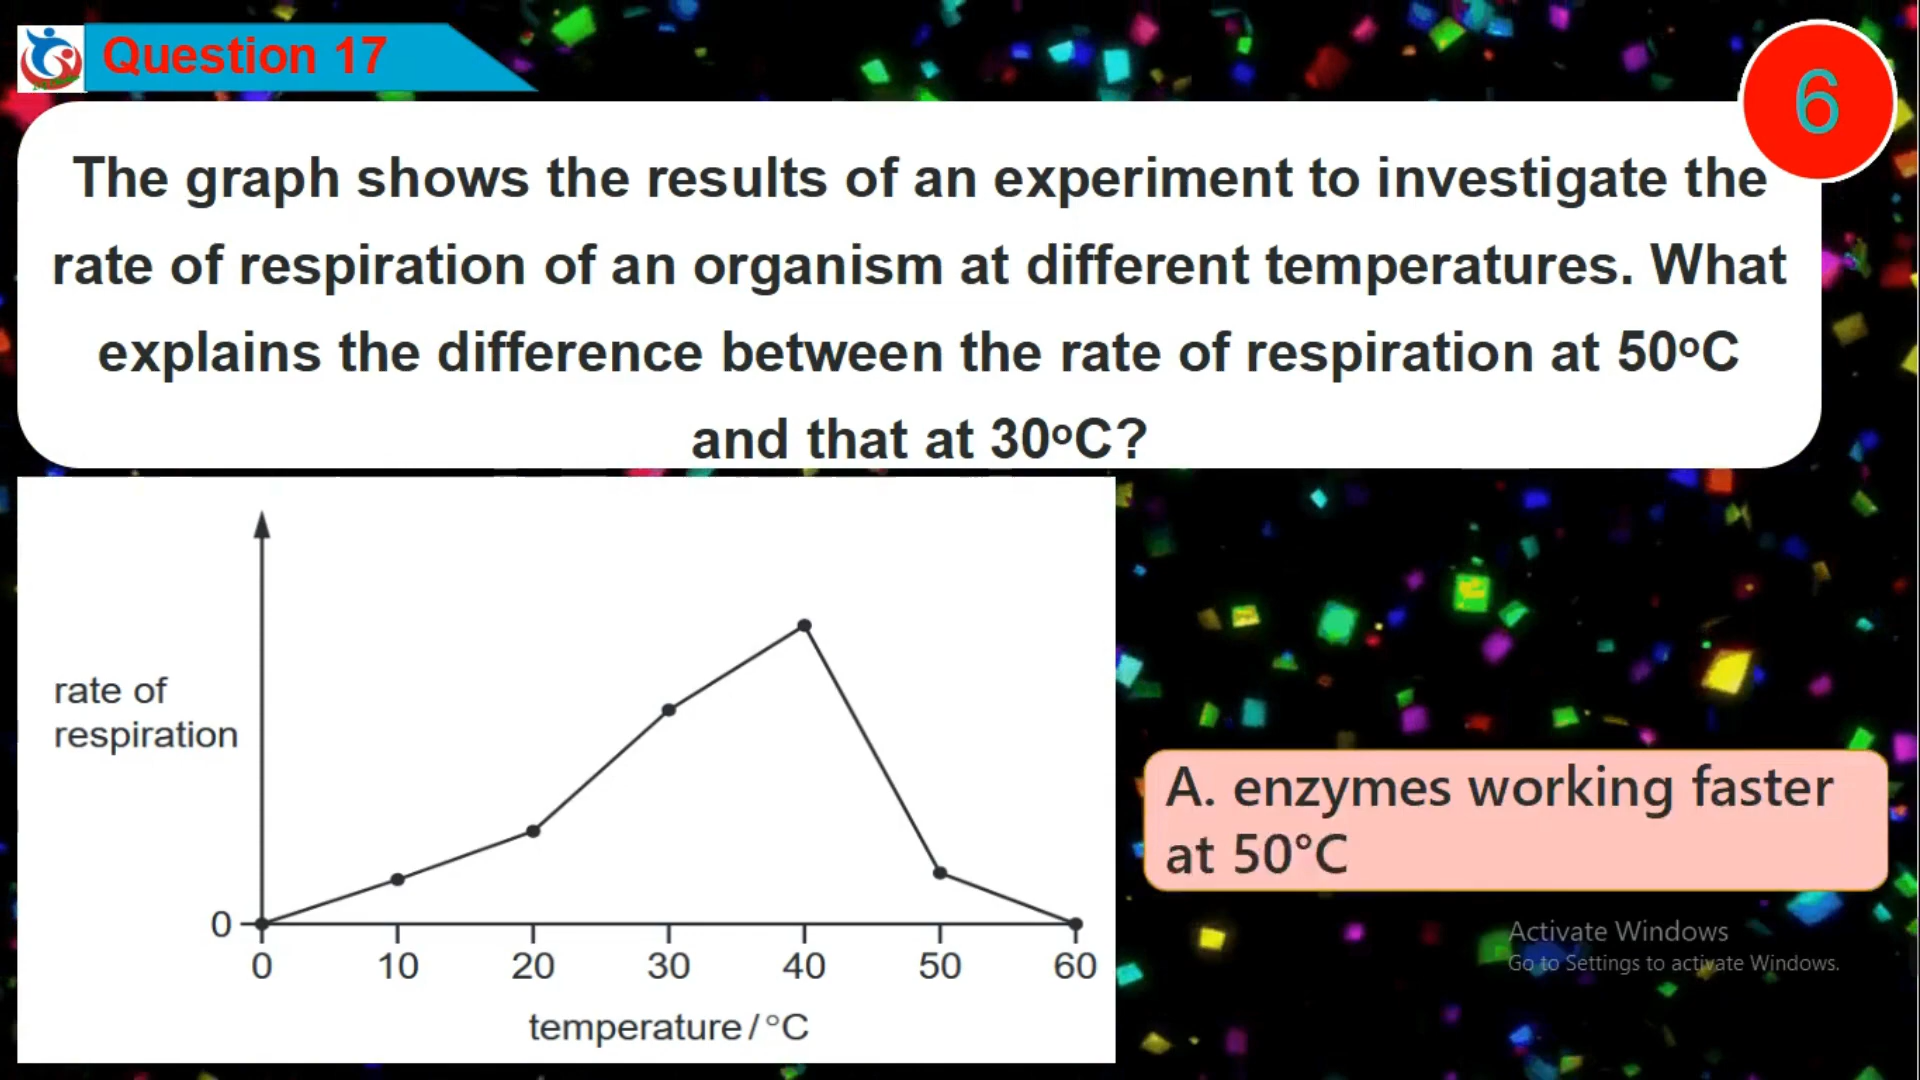 Question 17
6
The graph shows the results of an experiment to investigate the
rate of respiration of an organism at different temperatures. What
explains the difference between the rate of respiration at 50ºC
and that at 30ºC?
rate of
respiration
0
0 10 20 30 40 50 60
temperature / °C
A. enzymes working faster
at 50°C
Activate Windows
Go to Settings to activate Windows.